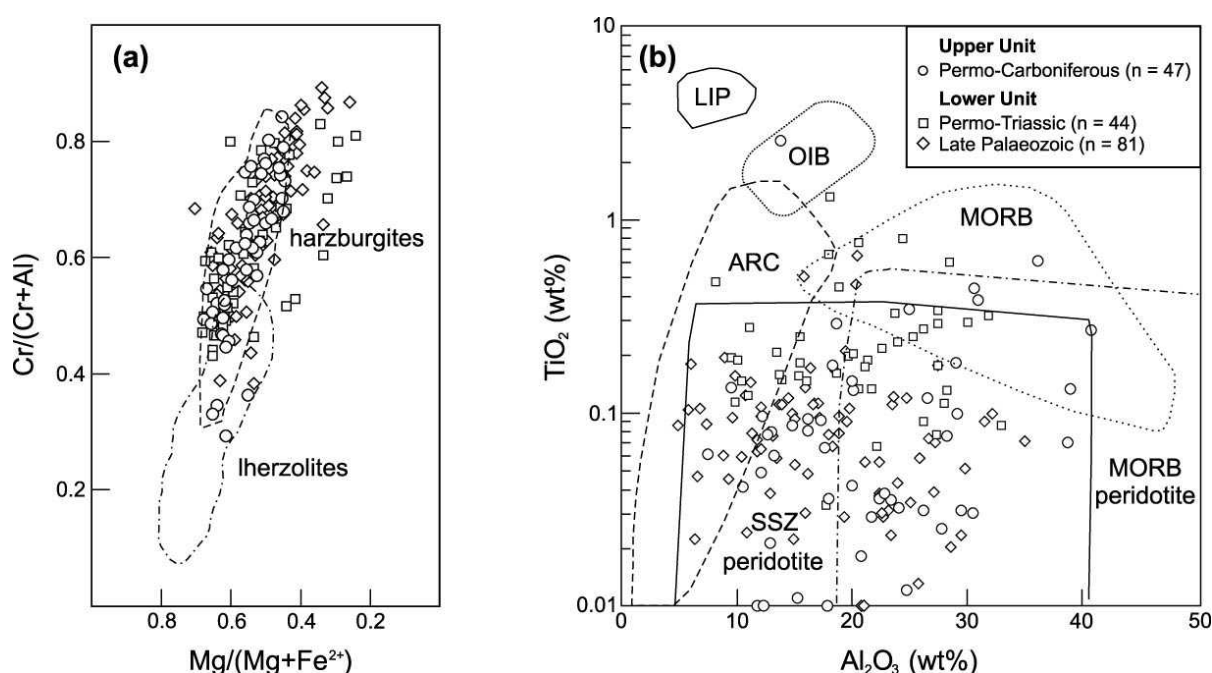 (a)
0.8
0.6
0.4
0.2
Cr/(Cr+Al)
harzburgites
lherzolites
0.8 0.6 0.4 0.2
Mg/(Mg+Fe²⁺)
(b)
10
1
0.1
0.01
TiO₂ (wt%)
Upper Unit
Permo-Carboniferous (n = 47)
Lower Unit
Permo-Triassic (n = 44)
Late Palaeozoic (n = 81)
LIP
OIB
MORB
ARC
MORB
peridotite
SSZ
peridotite
0 10 20 30 40 50
Al₂O₃ (wt%)